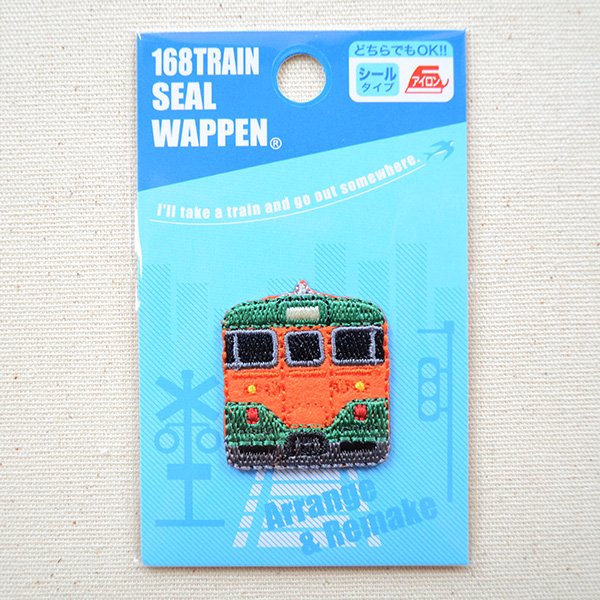 168TRAIN
SEAL
WAPPEN®
どちらでもOK!!
シール
タイプ
アイロン
I'll take a train and go out somewhere.
Arrange
& Remake